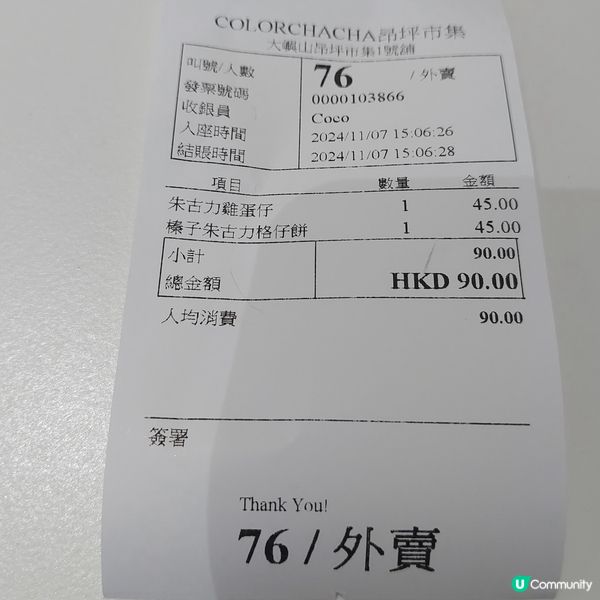 COLORCHACHA昂坪市集
大嶼山昂坪市集1號舖
叫號/人數 76 /外賣
發票號碼 0000103866
收銀員 Coco
入座時間 2024/11/07 15:06:26
結賬時間 2024/11/07 15:06:28
項目 數量 金額
朱古力雞蛋仔 1 45.00
榛子朱古力格仔餅 1 45.00
小計 90.00
總金額 HKD 90.00
人均消費 90.00
簽署
Thank You!
76 / 外賣
U Community